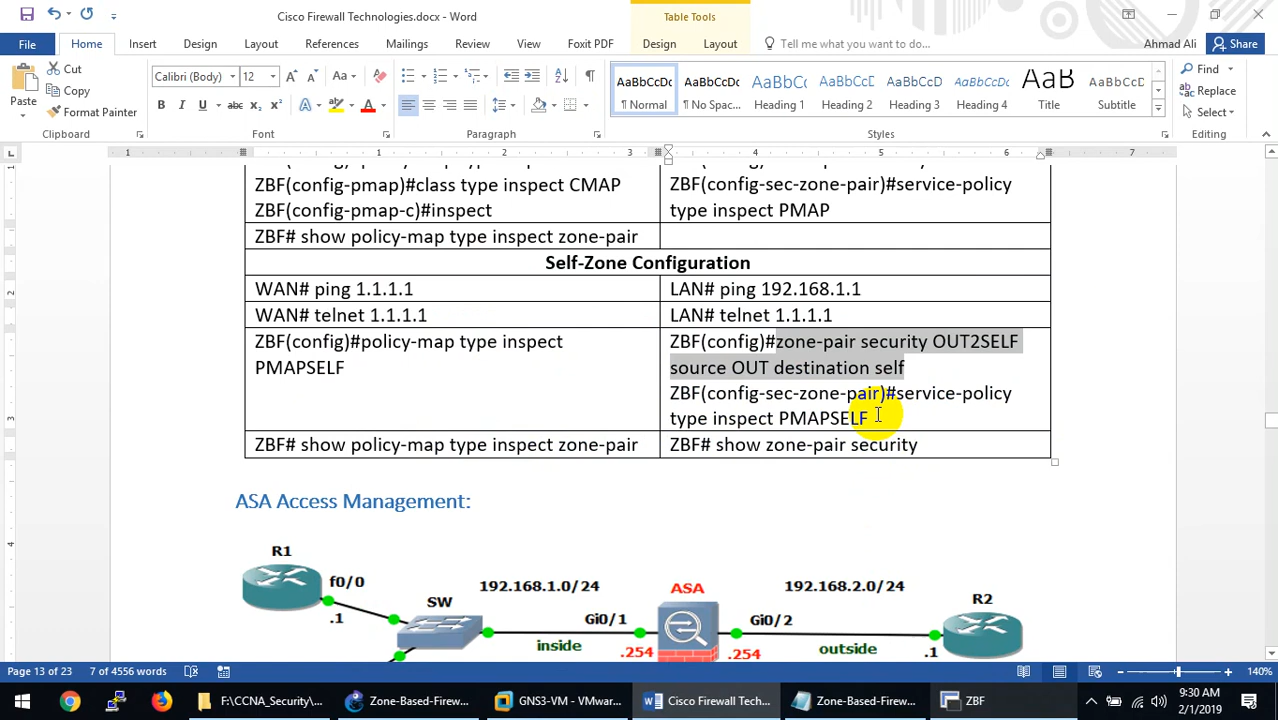 Cisco Firewall Technologies.docx - Word
Table Tools
File
Home
Insert
Design
Layout
References
Mailings
Review
View
Foxit PDF
Design
Layout
Tell me what you want to do...
Ahmad Ali
Share
Paste
Cut
Copy
Format Painter
Clipboard
Calibri (Body)
12
Font
Paragraph
AaBbCcDc
¶ Normal
AaBbCcDc
¶ No Spac...
AaBbCc
Heading 1
AaBbCcD
Heading 2
AaBbCcD
Heading 3
AaBbCcD
Heading 4
AaB
Title
AaBbCcD
Subtitle
Styles
Find
Replace
Select
Editing
ZBF(config-pmap)#class type inspect CMAP
ZBF(config-pmap-c)#inspect
ZBF(config-sec-zone-pair)#service-policy
type inspect PMAP
ZBF# show policy-map type inspect zone-pair
Self-Zone Configuration
WAN# ping 1.1.1.1
LAN# ping 192.168.1.1
WAN# telnet 1.1.1.1
LAN# telnet 1.1.1.1
ZBF(config)#policy-map type inspect
PMAPSELF
ZBF(config)#zone-pair security OUT2SELF
source OUT destination self
ZBF(config-sec-zone-pair)#service-policy
type inspect PMAPSELF
ZBF# show policy-map type inspect zone-pair
ZBF# show zone-pair security
ASA Access Management:
R1
f0/0
.1
SW
192.168.1.0/24
Gi0/1
inside
.254
ASA
192.168.2.0/24
Gi0/2
.254
outside
R2
.1
Page 13 of 23
7 of 4556 words
140%
F:\CCNA_Security\...
Zone-Based-Firew...
GNS3-VM - VMwar...
Cisco Firewall Tech...
Zone-Based-Firew...
ZBF
9:30 AM
2/1/2019